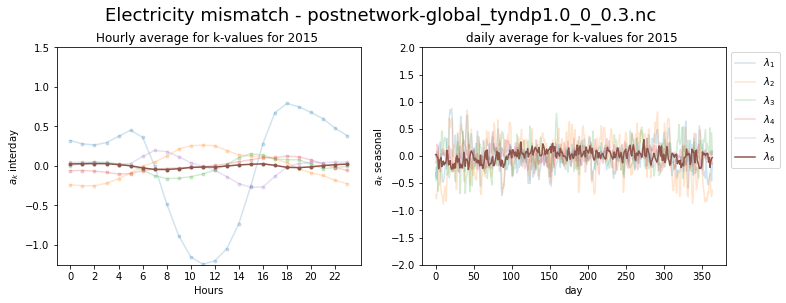 Electricity mismatch - postnetwork-global_tyndp1.0_0_0.3.nc
Hourly average for k-values for 2015
1.5
1.0
0.5
0.0
−0.5
−1.0
a_k interday
0 2 4 6 8 10 12 14 16 18 20 22
Hours
daily average for k-values for 2015
2.0
1.5
1.0
0.5
0.0
−0.5
−1.0
−1.5
−2.0
a_k seasonal
0 50 100 150 200 250 300 350
day
λ₁
λ₂
λ₃
λ₄
λ₅
λ₆